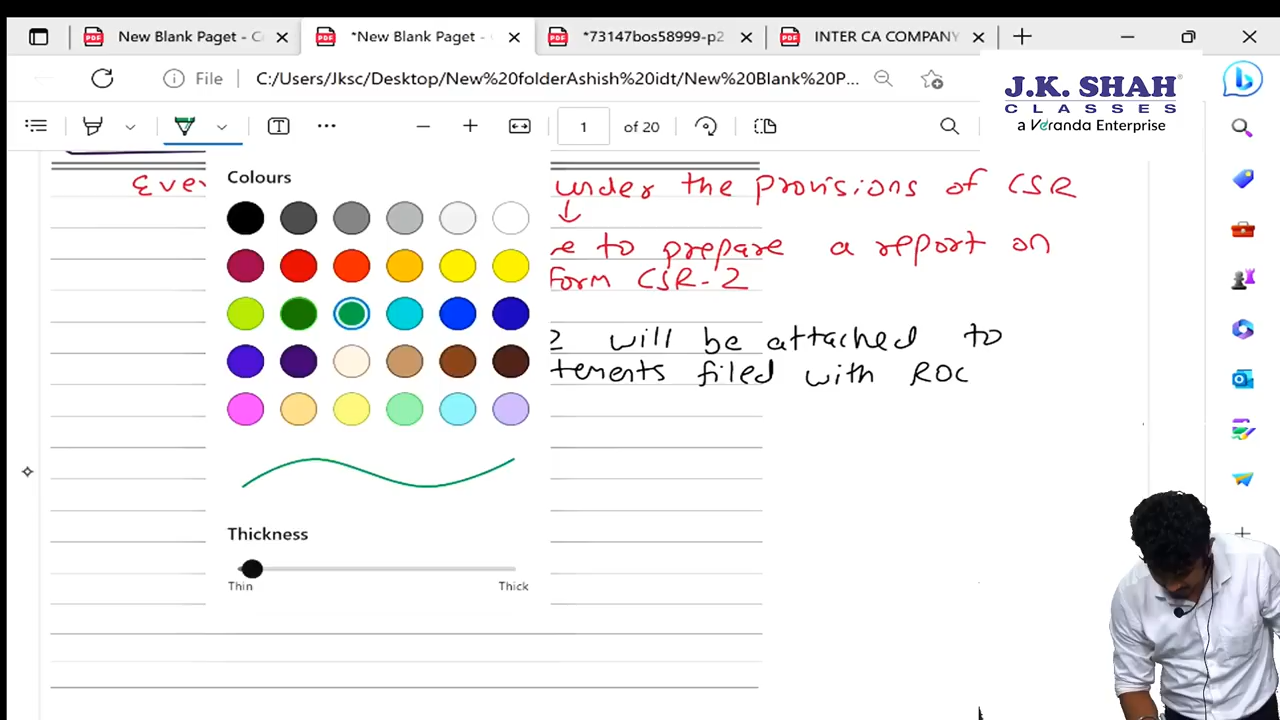 New Blank Paget - C
*New Blank Paget -
*73147bos58999-p2
INTER CA COMPANY
File
C:/Users/Jksc/Desktop/New%20folderAshish%20idt/New%20Blank%20P...
J.K. SHAH
CLASSES
a Veranda Enterprise
1 of 20
Colours
Thickness
Thin
Thick
Eve
under the provisions of CSR
e to prepare a report on
Form CSR-2
2 will be attached to
tements filed with ROC